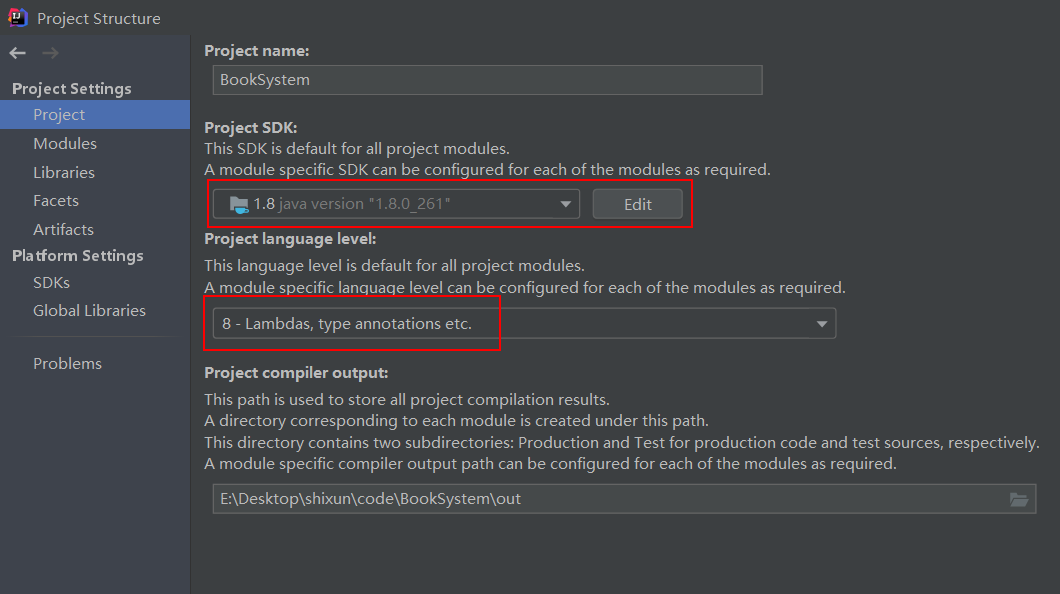 Project Structure
Project Settings
Project
Modules
Libraries
Facets
Artifacts
Platform Settings
SDKs
Global Libraries
Problems
Project name:
BookSystem
Project SDK:
This SDK is default for all project modules.
A module specific SDK can be configured for each of the modules as required.
1.8 java version "1.8.0_261"
Edit
Project language level:
This language level is default for all project modules.
A module specific language level can be configured for each of the modules as required.
8 - Lambdas, type annotations etc.
Project compiler output:
This path is used to store all project compilation results.
A directory corresponding to each module is created under this path.
This directory contains two subdirectories: Production and Test for production code and test sources, respectively.
A module specific compiler output path can be configured for each of the modules as required.
E:\Desktop\shixun\code\BookSystem\out